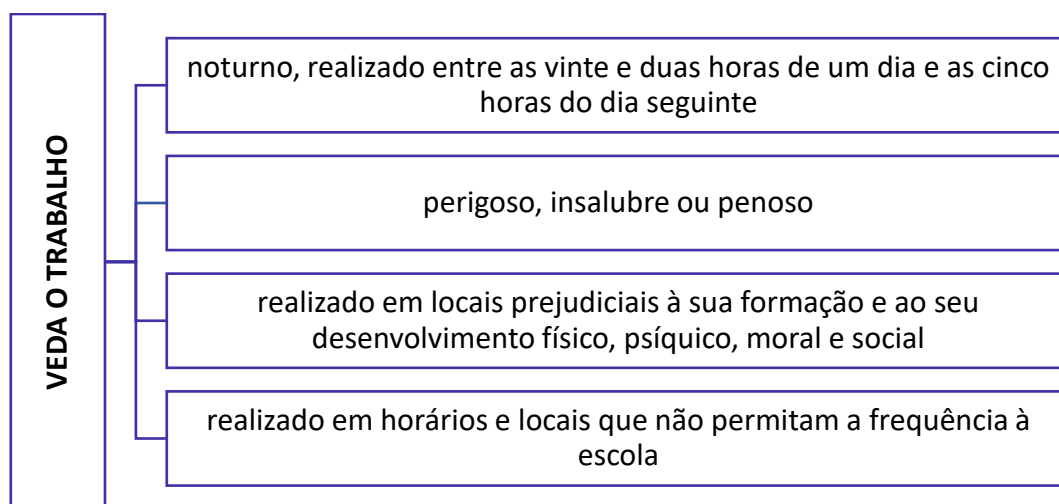 VEDA O TRABALHO
noturno, realizado entre as vinte e duas horas de um dia e as cinco
horas do dia seguinte
perigoso, insalubre ou penoso
realizado em locais prejudiciais à sua formação e ao seu
desenvolvimento físico, psíquico, moral e social
realizado em horários e locais que não permitam a frequência à
escola